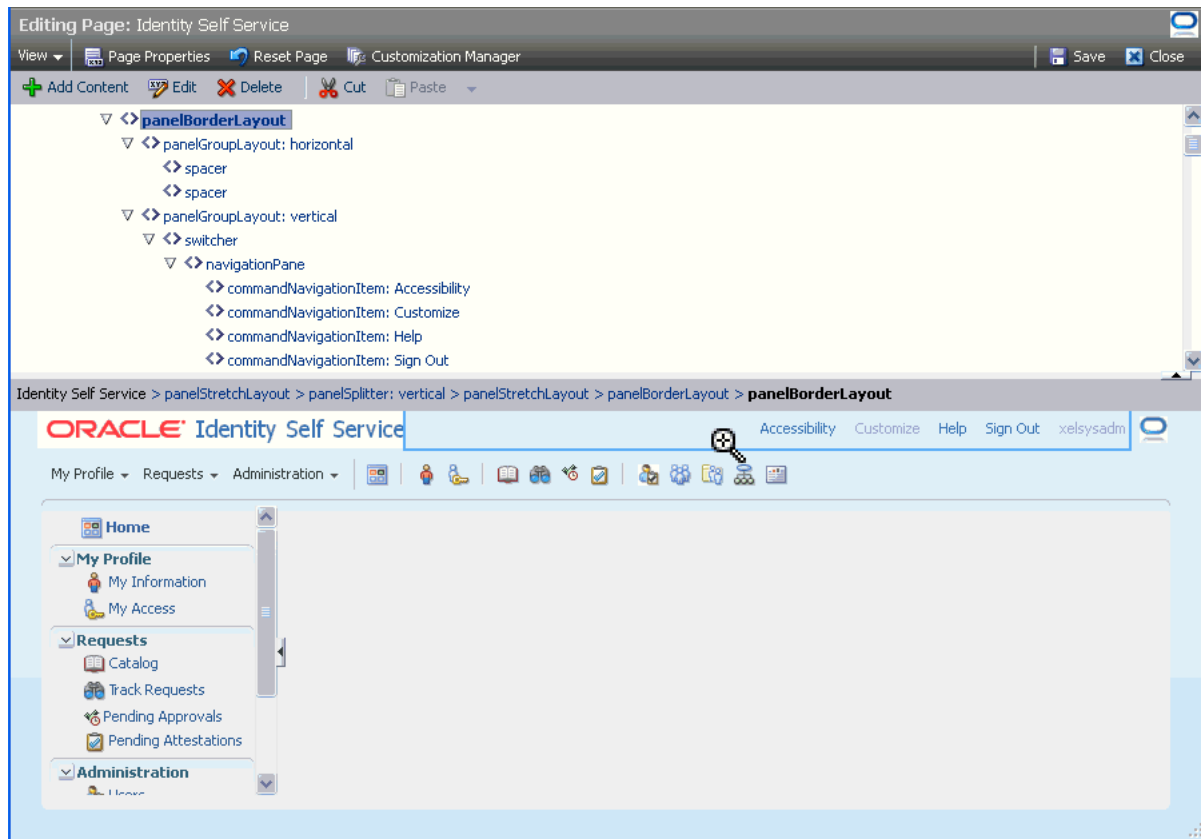 Editing Page: Identity Self Service
View Page Properties Reset Page Customization Manager Save Close
Add Content Edit Delete Cut Paste
<> panelBorderLayout
<> panelGroupLayout: horizontal
<> spacer
<> spacer
<> panelGroupLayout: vertical
<> switcher
<> navigationPane
<> commandNavigationItem: Accessibility
<> commandNavigationItem: Customize
<> commandNavigationItem: Help
<> commandNavigationItem: Sign Out
Identity Self Service > panelStretchLayout > panelSplitter: vertical > panelStretchLayout > panelBorderLayout > panelBorderLayout
ORACLE Identity Self Service Accessibility Customize Help Sign Out xelsysadm
My Profile Requests Administration
Home
My Profile
My Information
My Access
Requests
Catalog
Track Requests
Pending Approvals
Pending Attestations
Administration
Users